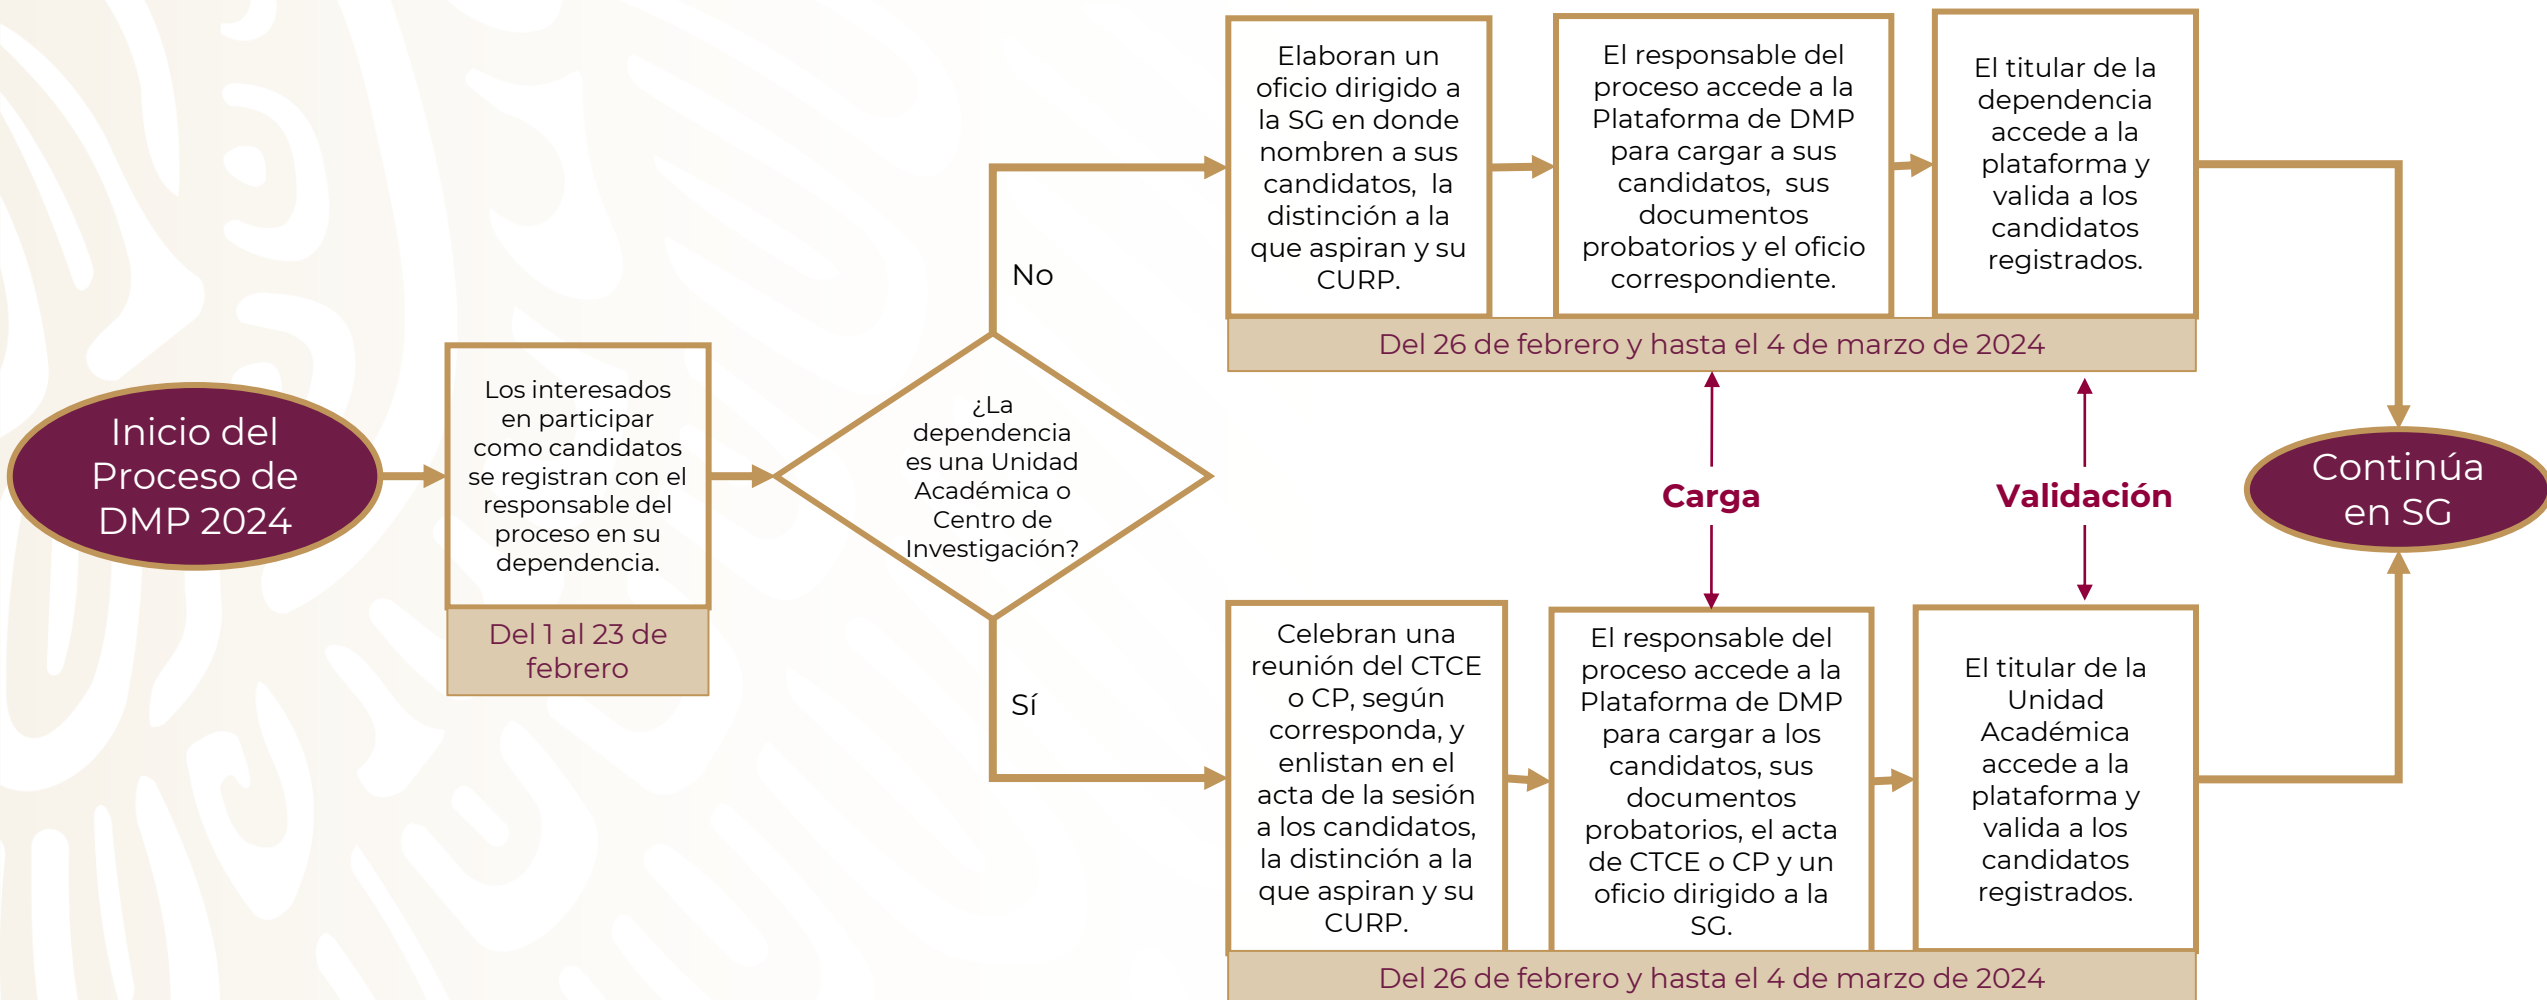 Inicio del
Proceso de
DMP 2024
Los interesados
en participar
como candidatos
se registran con el
responsable del
proceso en su
dependencia.
Del 1 al 23 de
febrero
¿La
dependencia
es una Unidad
Académica o
Centro de
Investigación?
No
Elaboran un
oficio dirigido a
la SG en donde
nombren a sus
candidatos, la
distinción a la
que aspiran y su
CURP.
El responsable del
proceso accede a la
Plataforma de DMP
para cargar a sus
candidatos, sus
documentos
probatorios y el oficio
correspondiente.
El titular de la
dependencia
accede a la
plataforma y
valida a los
candidatos
registrados.
Del 26 de febrero y hasta el 4 de marzo de 2024
Carga
Validación
Sí
Celebran una
reunión del CTCE
o CP, según
corresponda, y
enlistan en el
acta de la sesión
a los candidatos,
la distinción a la
que aspiran y su
CURP.
El responsable del
proceso accede a la
Plataforma de DMP
para cargar a los
candidatos, sus
documentos
probatorios, el acta
de CTCE o CP y un
oficio dirigido a la
SG.
El titular de la
Unidad
Académica
accede a la
plataforma y
valida a los
candidatos
registrados.
Del 26 de febrero y hasta el 4 de marzo de 2024
Continúa
en SG